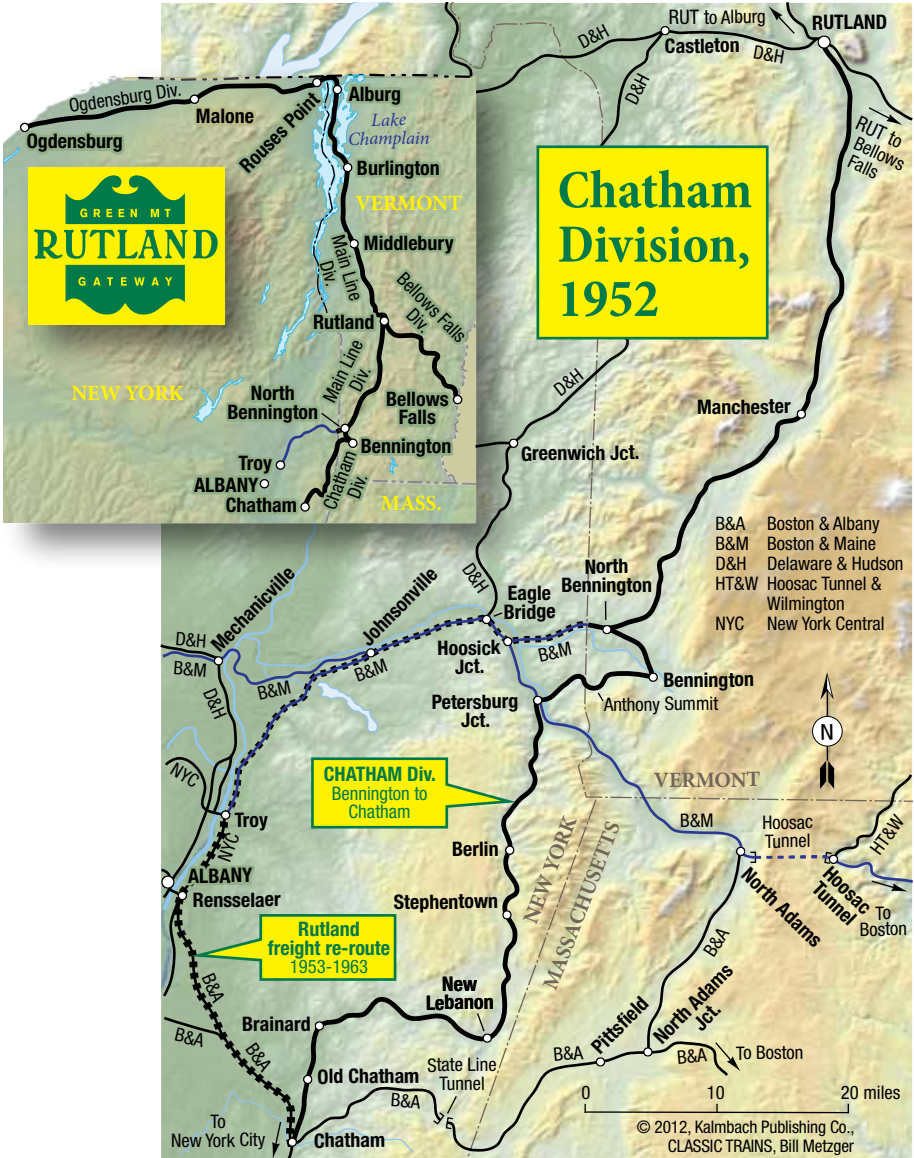 RUT to Alburg
RUTLAND
D&H
Castleton
D&H
D&H
RUT to
Bellows
Falls
Ogdensburg Div.
Malone
Ogdensburg
Rouses Point
Alburg
Lake
Champlain
Burlington
VERMONT
GREEN MT
RUTLAND
GATEWAY
Middlebury
Main Line
Div.
Bellows Falls
Div.
Rutland
Main Line
Div.
NEW YORK
North
Bennington
Bellows
Falls
Bennington
Troy
ALBANY
Chatham
Chatham
Div.
MASS.
Chatham
Division,
1952
D&H
Manchester
Greenwich Jct.
B&A Boston & Albany
B&M Boston & Maine
D&H Delaware & Hudson
HT&W Hoosac Tunnel &
Wilmington
NYC New York Central
D&H
North
Bennington
Eagle
Bridge
Mechanicville
Johnsonville
D&H
B&M
B&M
B&M
Hoosick
Jct.
B&M
D&H
Bennington
Petersburg
Jct.
Anthony Summit
N
NYC
CHATHAM Div.
Bennington to
Chatham
VERMONT
Troy
NYC
B&M
Hoosac
Tunnel
HT&W
Berlin
NEW YORK
MASSACHUSETTS
ALBANY
Rensselaer
North Adams
Hoosac
Tunnel
To
Boston
Stephentown
Rutland
freight re-route
1953-1963
B&A
B&A
New
Lebanon
B&A
B&A
Brainard
Pittsfield
North Adams
Jct.
B&A
B&A
To Boston
State Line
Tunnel
Old Chatham
B&A
0 10 20 miles
To
New York City
Chatham
© 2012, Kalmbach Publishing Co.,
CLASSIC TRAINS, Bill Metzger